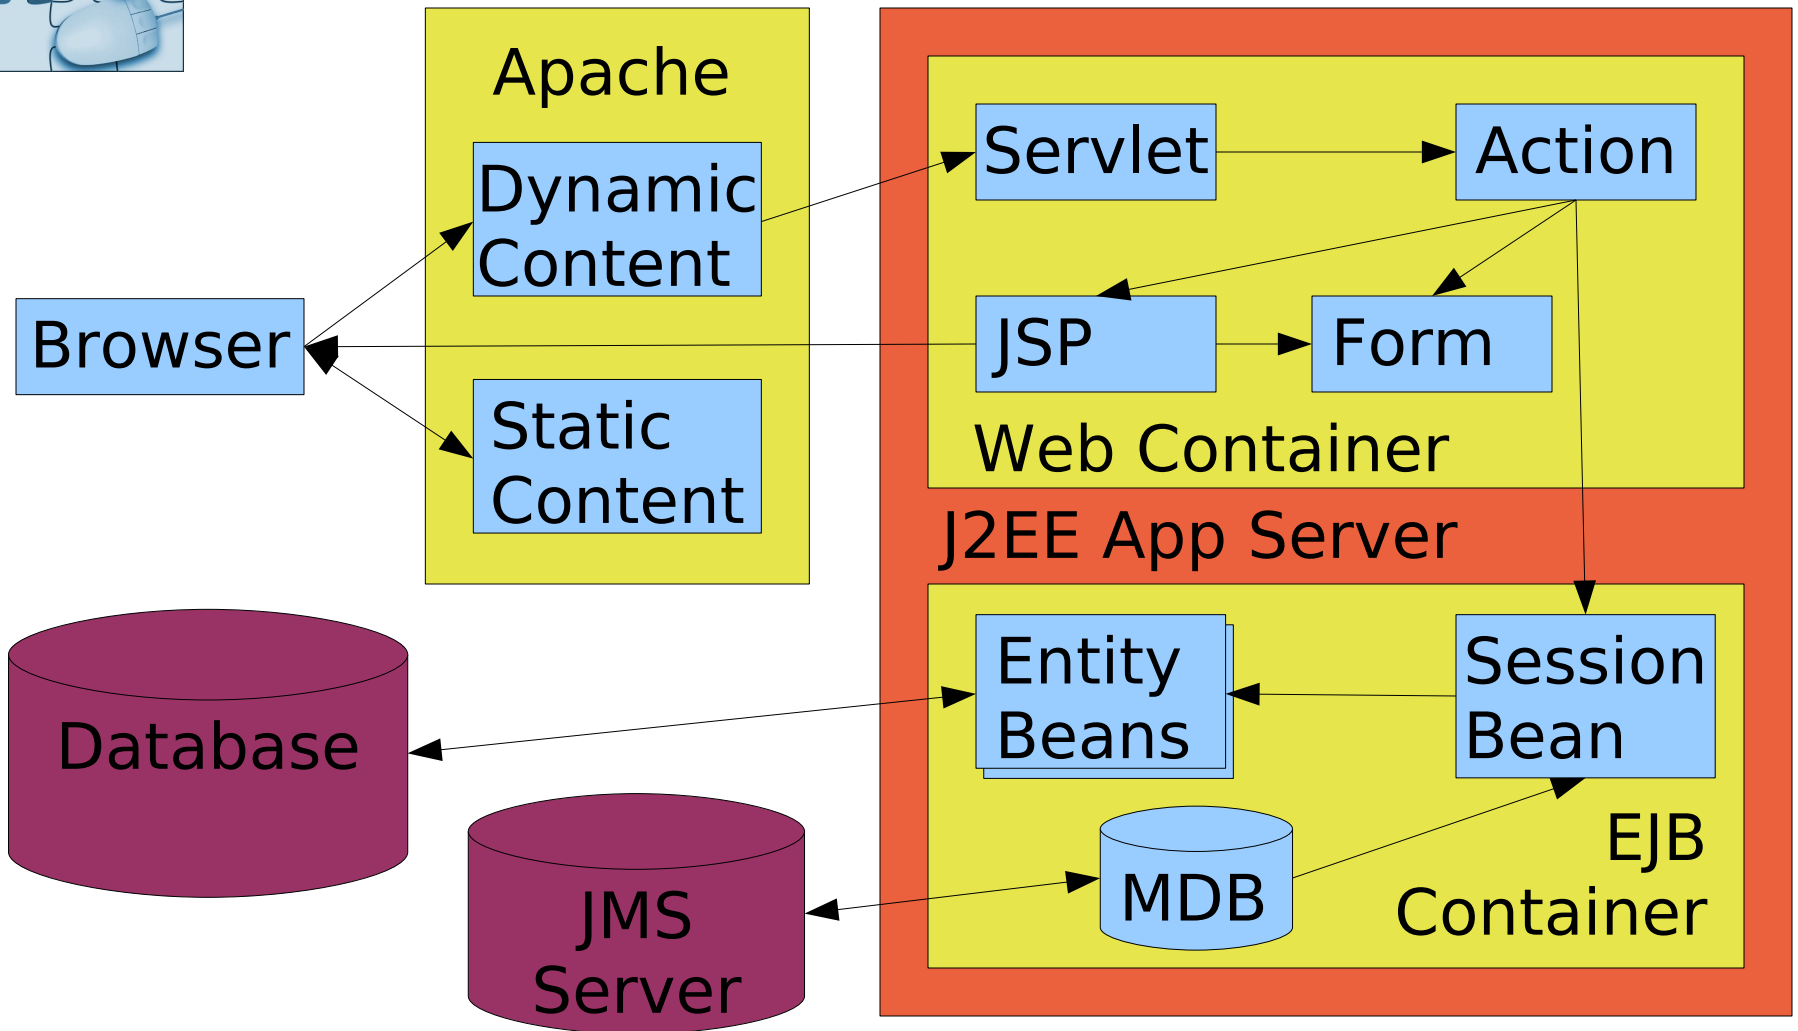 Apache
Dynamic
Content
Static
Content
Browser
Servlet
Action
JSP
Form
Web Container
J2EE App Server
Entity
Beans
Session
Bean
MDB
EJB
Container
Database
JMS
Server